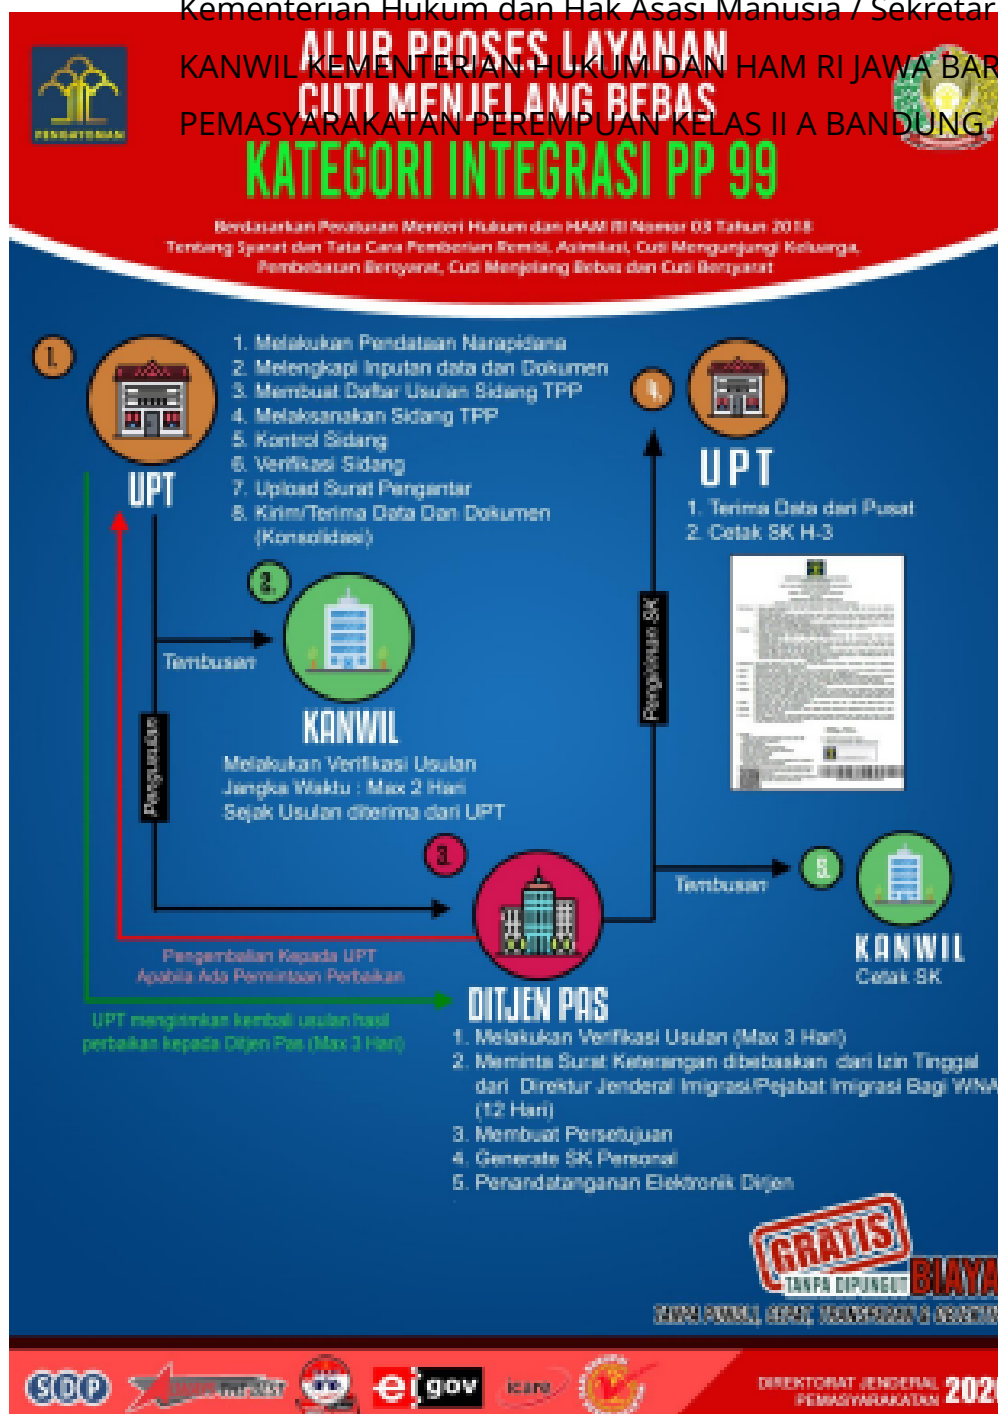 Kementerian Hukum dan Hak Asasi Manusia / Sekretar
ALUR PROSES LAYANAN
KANWIL KEMENTERIAN HUKUM DAN HAM RI JAWA BAR
CUTI MENJELANG BEBAS
PEMASYARAKATAN PEREMPUAN KELAS II A BANDUNG
PENGAYOMAN
KATEGORI INTEGRASI PP 99
Berdasarkan Peraturan Menteri Hukum dan HAM RI Nomor 03 Tahun 2018
Tentang Syarat dan Tata Cara Pemberian Remisi, Asimilasi, Cuti Mengunjungi Keluarga,
Pembebasan Bersyarat, Cuti Menjelang Bebas dan Cuti Bersyarat
1.
UPT
1. Melakukan Pendataan Narapidana
2. Melengkapi Inputan data dan Dokumen
3. Membuat Daftar Usulan Sidang TPP
4. Melaksanakan Sidang TPP
5. Kontrol Sidang
6. Verifikasi Sidang
7. Upload Surat Pengantar
8. Kirim/Terima Data Dan Dokumen
(Konsolidasi)
4.
UPT
1. Terima Data dari Pusat
2. Cetak SK H-3
2.
Tembusan
KANWIL
Melakukan Verifikasi Usulan
Jangka Waktu : Max 2 Hari
Sejak Usulan diterima dari UPT
Pengusulan
Pengiriman SK
3.
Tembusan
5.
KANWIL
Cetak SK
Pengembalian Kepada UPT
Apabila Ada Permintaan Perbaikan
UPT mengirimkan kembali usulan hasil
perbaikan kepada Ditjen Pas (Max 3 Hari)
DITJEN PAS
1. Melakukan Verifikasi Usulan (Max 3 Hari)
2. Meminta Surat Keterangan dibebaskan dari Izin Tinggal
dari Direktur Jenderal Imigrasi/Pejabat Imigrasi Bagi WNA
(12 Hari)
3. Membuat Persetujuan
4. Generate SK Personal
5. Penandatanganan Elektronik Dirjen
GRATIS
TANPA DIPUNGUT BIAYA
SDP
e gov
icare
DIREKTORAT JENDERAL
PEMASYARAKATAN
202